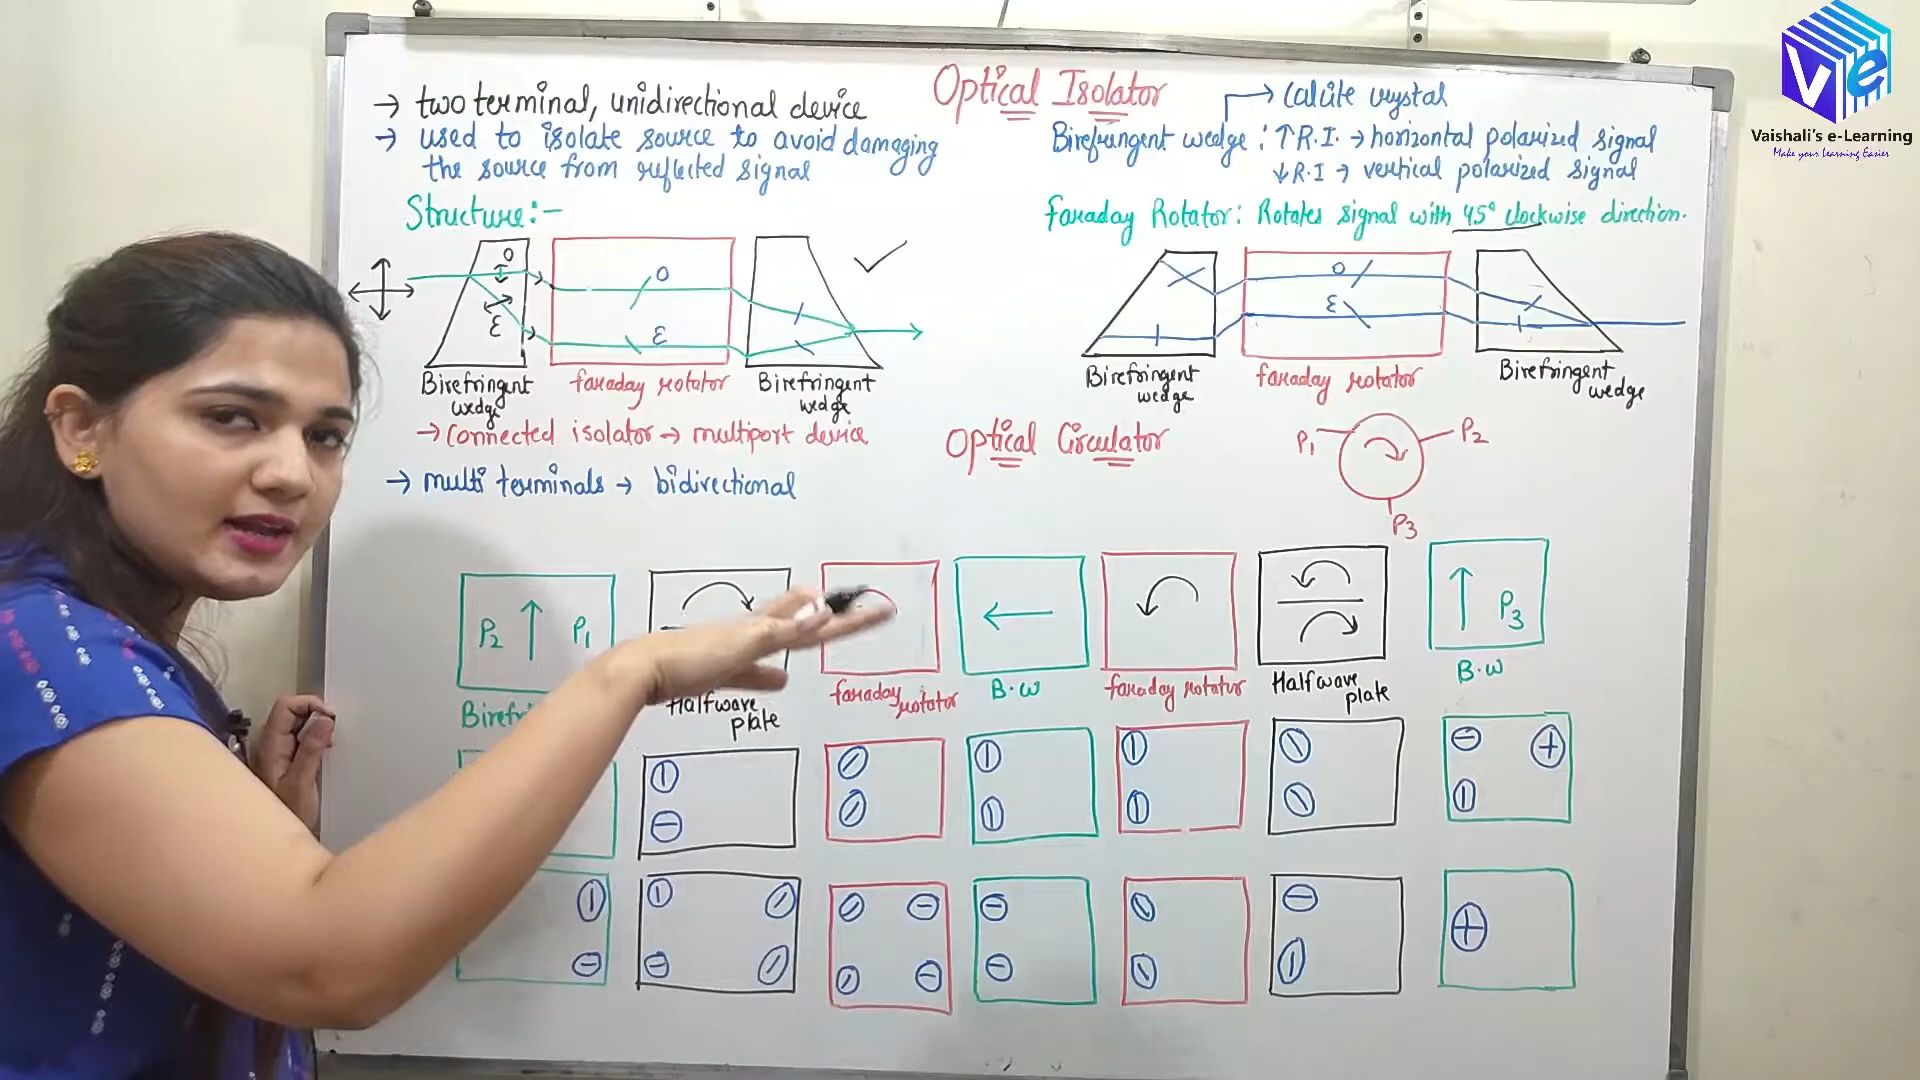 Vaishali's e-Learning
Make your Learning Easier
Optical Isolator
→ two terminal, unidirectional device
→ used to isolate source to avoid damaging
the source from reflected signal
Structure:-
→ Calcite crystal
Birefringent wedge : ↑ R.I. → horizontal polarized signal
↓ R.I → vertical polarized signal
Faraday Rotator: Rotates signal with 45° clockwise direction.
O
ε
O
ε
Birefringent
wedge
faraday rotator
Birefringent
wedge
O
ε
Birefringent
wedge
faraday rotator
Birefringent
wedge
→ Connected isolator → multiport device
Optical Circulator
→ multi terminals → bidirectional
P1
P2
P3
P2 ↑ P1
←
↑ P3
Halfwave
plate
faraday
rotator
B.W
faraday rotator
Halfwave
plate
B.W